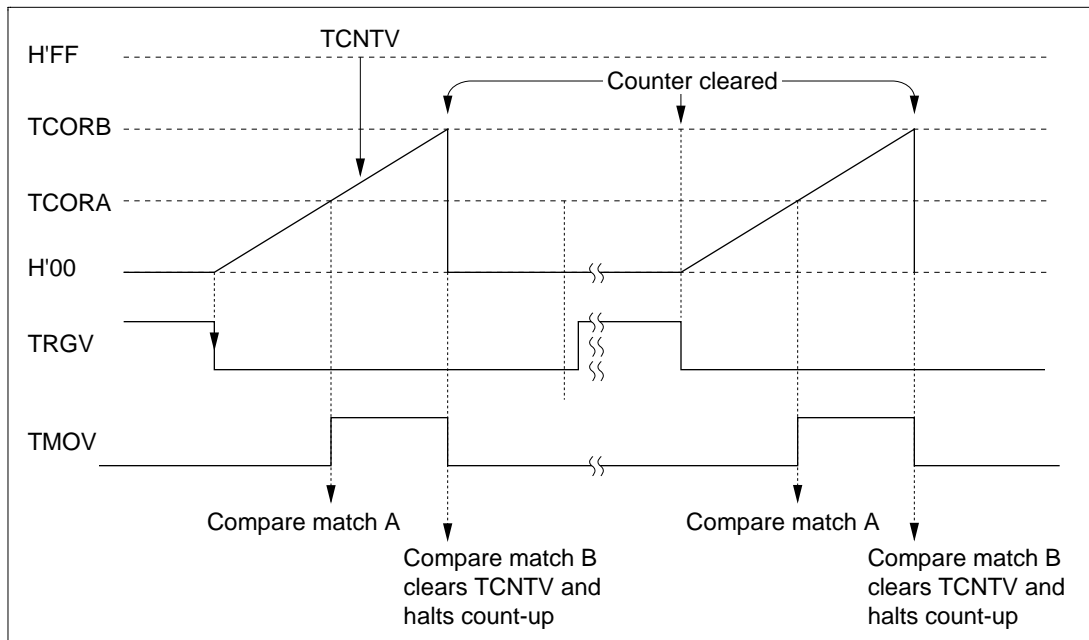 TCNTV
H'FF
Counter cleared
TCORB
TCORA
H'00
TRGV
TMOV
Compare match A
Compare match B
clears TCNTV and
halts count-up
Compare match A
Compare match B
clears TCNTV and
halts count-up